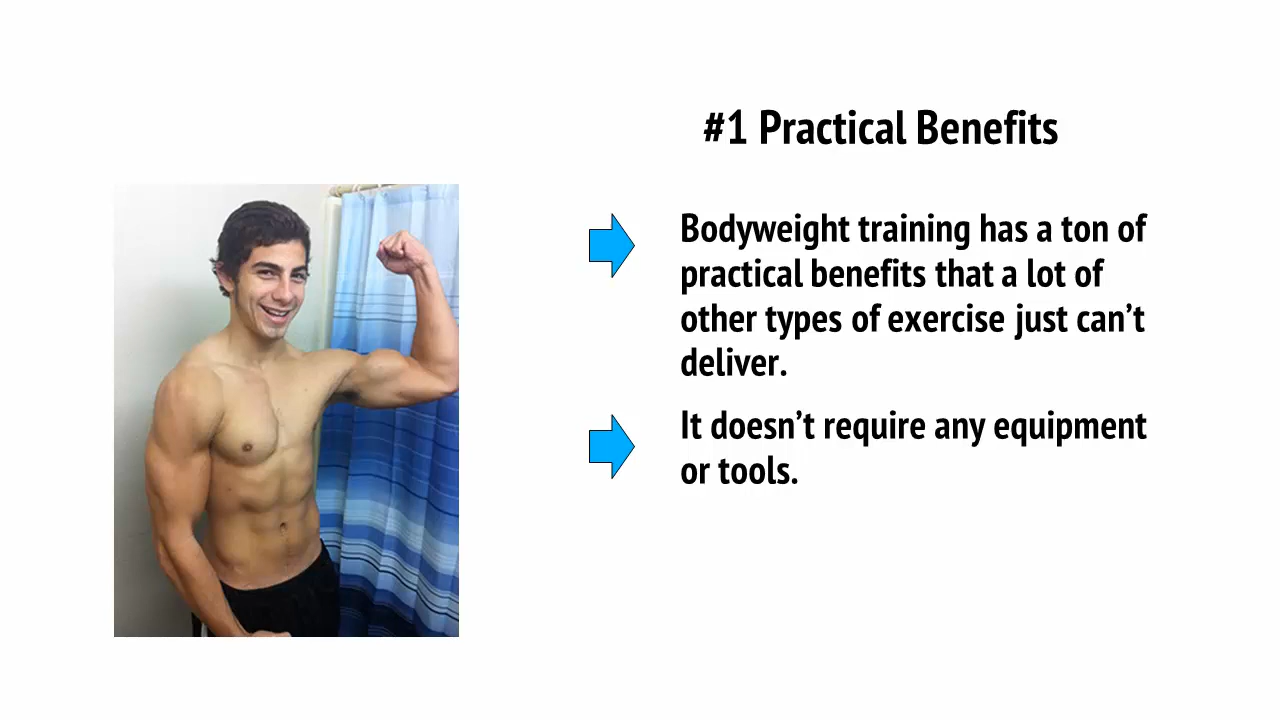 #1 Practical Benefits
Bodyweight training has a ton of
practical benefits that a lot of
other types of exercise just can’t
deliver.
It doesn’t require any equipment
or tools.